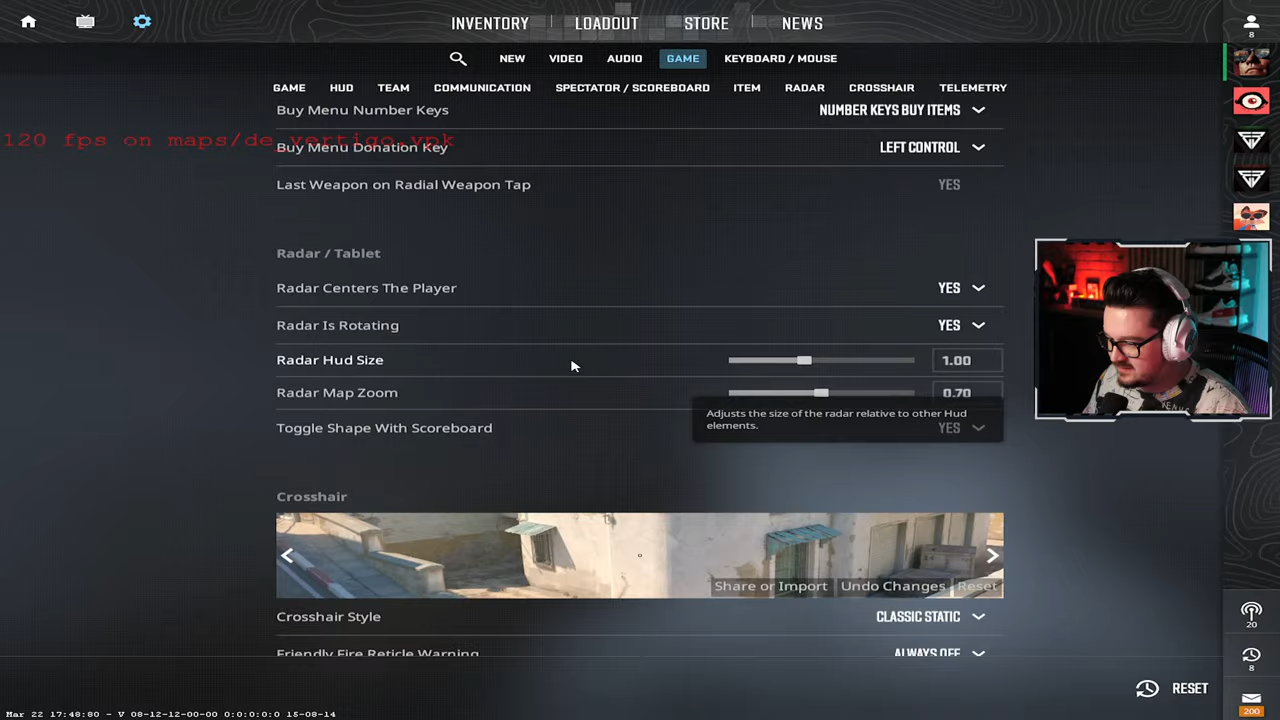 INVENTORY
LOADOUT
STORE
NEWS
8
NEW
VIDEO
AUDIO
GAME
KEYBOARD / MOUSE
GAME
HUD
TEAM
COMMUNICATION
SPECTATOR / SCOREBOARD
ITEM
RADAR
CROSSHAIR
TELEMETRY
Buy Menu Number Keys
NUMBER KEYS BUY ITEMS
120 fps on maps/de_vertigo.vpk
Buy Menu Donation Key
LEFT CONTROL
Last Weapon on Radial Weapon Tap
YES
Radar / Tablet
Radar Centers The Player
YES
Radar Is Rotating
YES
Radar Hud Size
1.00
Radar Map Zoom
0.70
Adjusts the size of the radar relative to other Hud
elements.
Toggle Shape With Scoreboard
YES
Crosshair
Share or Import
Undo Changes
Reset
Crosshair Style
CLASSIC STATIC
Friendly Fire Reticle Warning
ALWAYS OFF
20
8
RESET
200